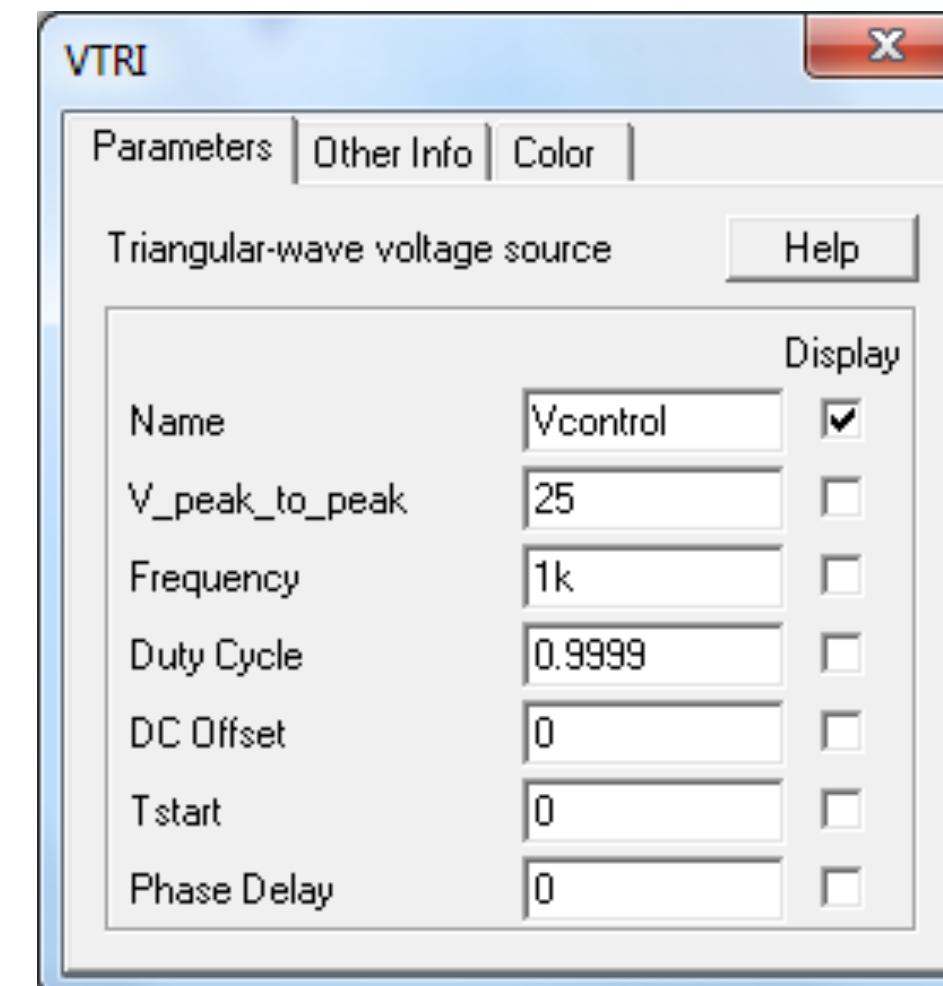 VTRI
Parameters Other Info Color
Triangular-wave voltage source Help
Display
Name Vcontrol
V_peak_to_peak 25
Frequency 1k
Duty Cycle 0.9999
DC Offset 0
Tstart 0
Phase Delay 0